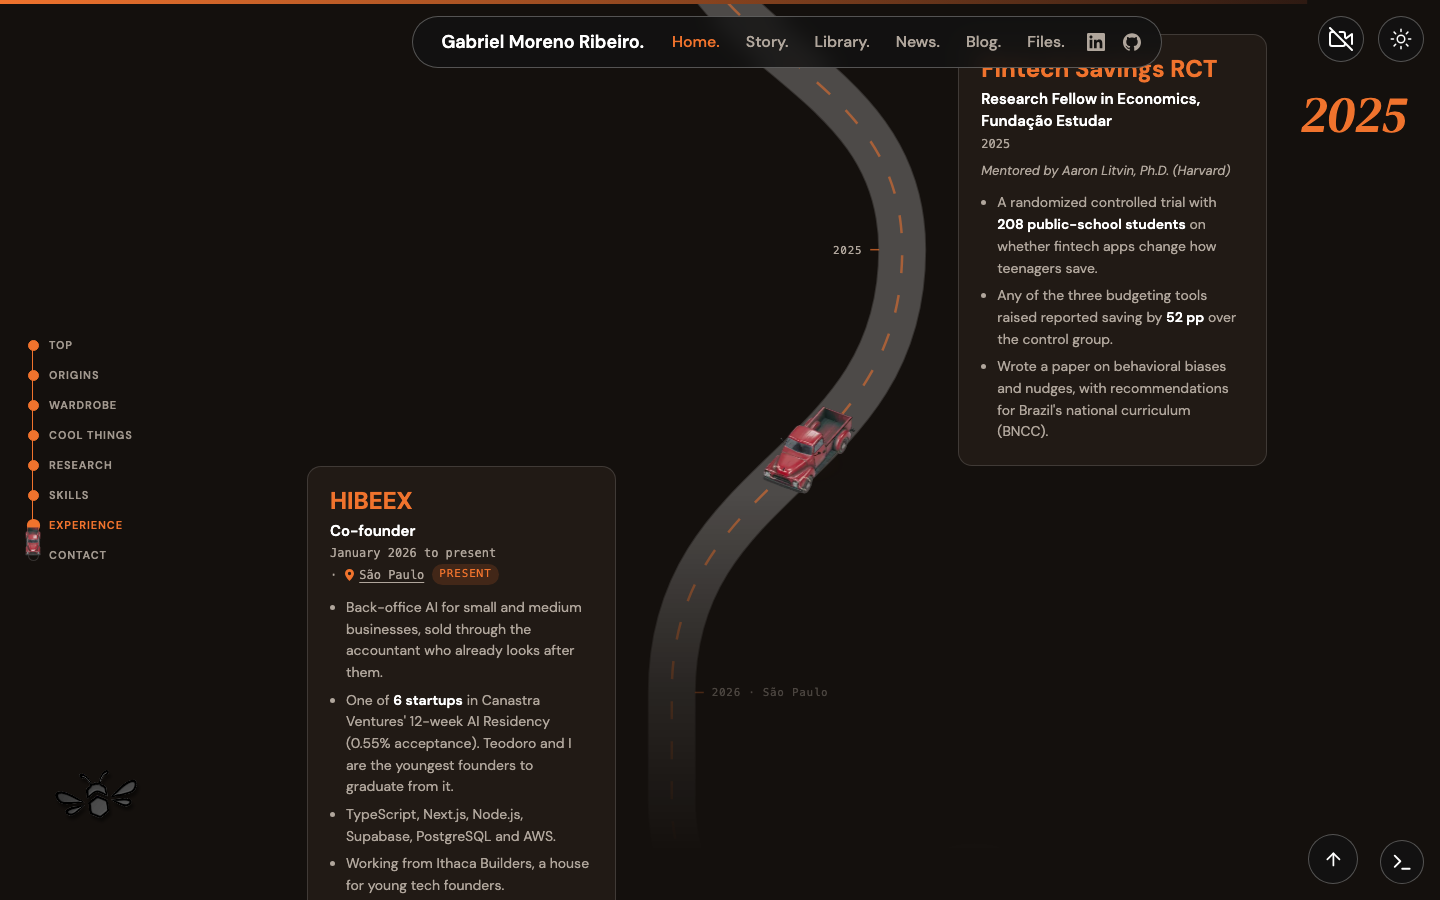 Gabriel Moreno Ribeiro.
Home.
Story.
Library.
News.
Blog.
Files.
Fintech Savings RCT
Research Fellow in Economics,
Fundação Estudar
2025
Mentored by Aaron Litvin, Ph.D. (Harvard)
A randomized controlled trial with
208 public-school students on
whether fintech apps change how
teenagers save.
Any of the three budgeting tools
raised reported saving by 52 pp over
the control group.
Wrote a paper on behavioral biases
and nudges, with recommendations
for Brazil's national curriculum
(BNCC).
2025
2025
TOP
ORIGINS
WARDROBE
COOL THINGS
RESEARCH
SKILLS
EXPERIENCE
CONTACT
HIBEEX
Co-founder
January 2026 to present
· São Paulo PRESENT
Back-office AI for small and medium
businesses, sold through the
accountant who already looks after
them.
One of 6 startups in Canastra
Ventures' 12-week AI Residency
(0.55% acceptance). Teodoro and I
are the youngest founders to
graduate from it.
TypeScript, Next.js, Node.js,
Supabase, PostgreSQL and AWS.
Working from Ithaca Builders, a house
for young tech founders.
2026 · São Paulo